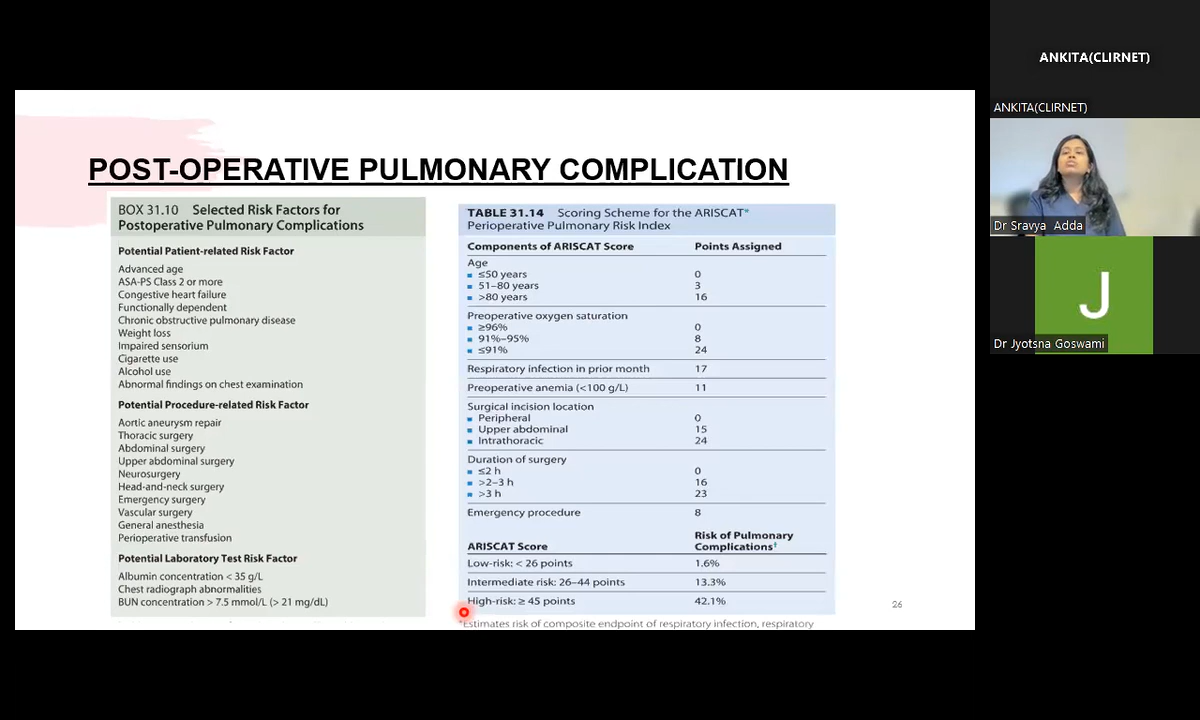 POST-OPERATIVE PULMONARY COMPLICATION
BOX 31.10 Selected Risk Factors for
Postoperative Pulmonary Complications
Potential Patient-related Risk Factor
Advanced age
ASA-PS Class 2 or more
Congestive heart failure
Functionally dependent
Chronic obstructive pulmonary disease
Weight loss
Impaired sensorium
Cigarette use
Alcohol use
Abnormal findings on chest examination
Potential Procedure-related Risk Factor
Aortic aneurysm repair
Thoracic surgery
Abdominal surgery
Upper abdominal surgery
Neurosurgery
Head-and-neck surgery
Emergency surgery
Vascular surgery
General anesthesia
Perioperative transfusion
Potential Laboratory Test Risk Factor
Albumin concentration < 35 g/L
Chest radiograph abnormalities
BUN concentration > 7.5 mmol/L (> 21 mg/dL)
TABLE 31.14 Scoring Scheme for the ARISCAT*
Perioperative Pulmonary Risk Index
Components of ARISCAT Score Points Assigned
Age
≤50 years 0
51–80 years 3
>80 years 16
Preoperative oxygen saturation
≥96% 0
91%–95% 8
≤91% 24
Respiratory infection in prior month 17
Preoperative anemia (<100 g/L) 11
Surgical incision location
Peripheral 0
Upper abdominal 15
Intrathoracic 24
Duration of surgery
≤2 h 0
>2–3 h 16
>3 h 23
Emergency procedure 8
ARISCAT Score Risk of Pulmonary Complications†
Low-risk: < 26 points 1.6%
Intermediate risk: 26–44 points 13.3%
High-risk: ≥ 45 points 42.1%
Estimates risk of composite endpoint of respiratory infection, respiratory
26
ANKITA(CLIRNET)
ANKITA(CLIRNET)
Dr Sravya Adda
J
Dr Jyotsna Goswami